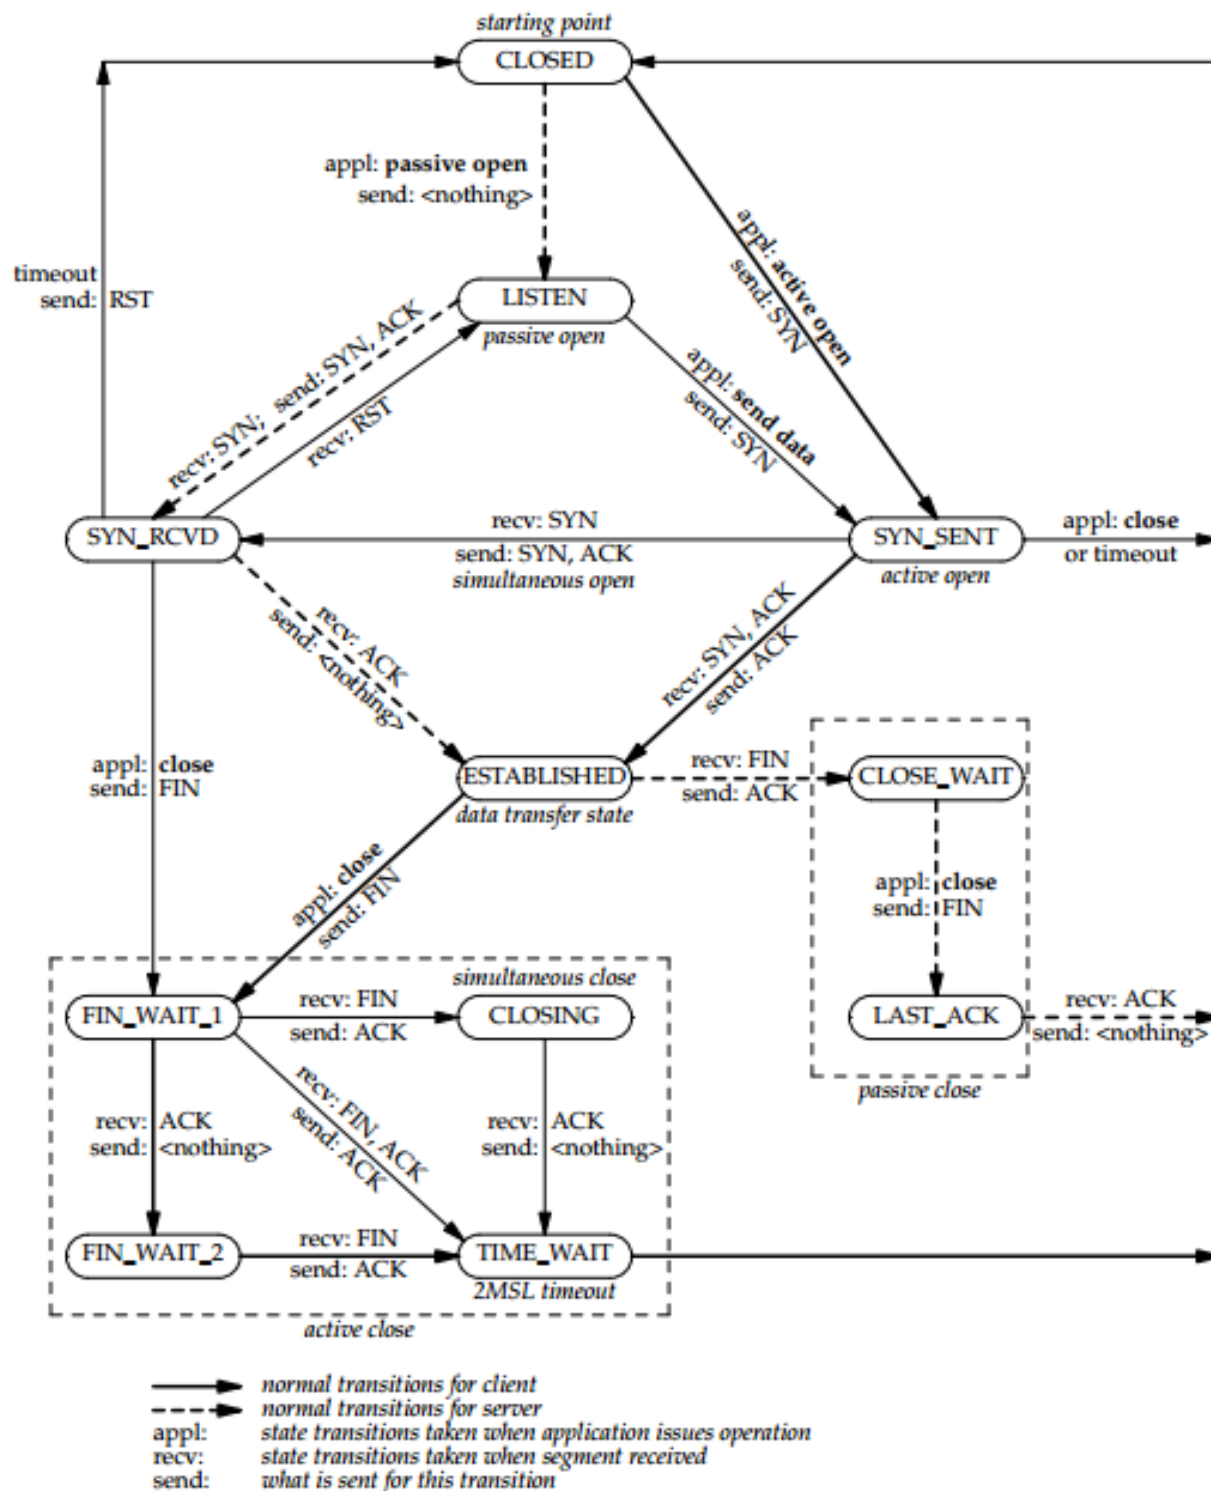 starting point
CLOSED
appl: passive open
send: <nothing>
appl: active open
send: SYN
timeout
send: RST
LISTEN
passive open
recv: SYN; send: SYN, ACK
recv: RST
appl: send data
send: SYN
SYN_RCVD
recv: SYN
send: SYN, ACK
simultaneous open
SYN_SENT
active open
appl: close
or timeout
recv: ACK
send: <nothing>
recv: SYN, ACK
send: ACK
appl: close
send: FIN
ESTABLISHED
data transfer state
recv: FIN
send: ACK
CLOSE_WAIT
appl: close
send: FIN
appl: close
send: FIN
simultaneous close
FIN_WAIT_1
recv: FIN
send: ACK
CLOSING
LAST_ACK
recv: ACK
send: <nothing>
passive close
recv: ACK
send: <nothing>
recv: FIN, ACK
send: ACK
recv: ACK
send: <nothing>
FIN_WAIT_2
recv: FIN
send: ACK
TIME_WAIT
2MSL timeout
active close
normal transitions for client
normal transitions for server
appl: state transitions taken when application issues operation
recv: state transitions taken when segment received
send: what is sent for this transition